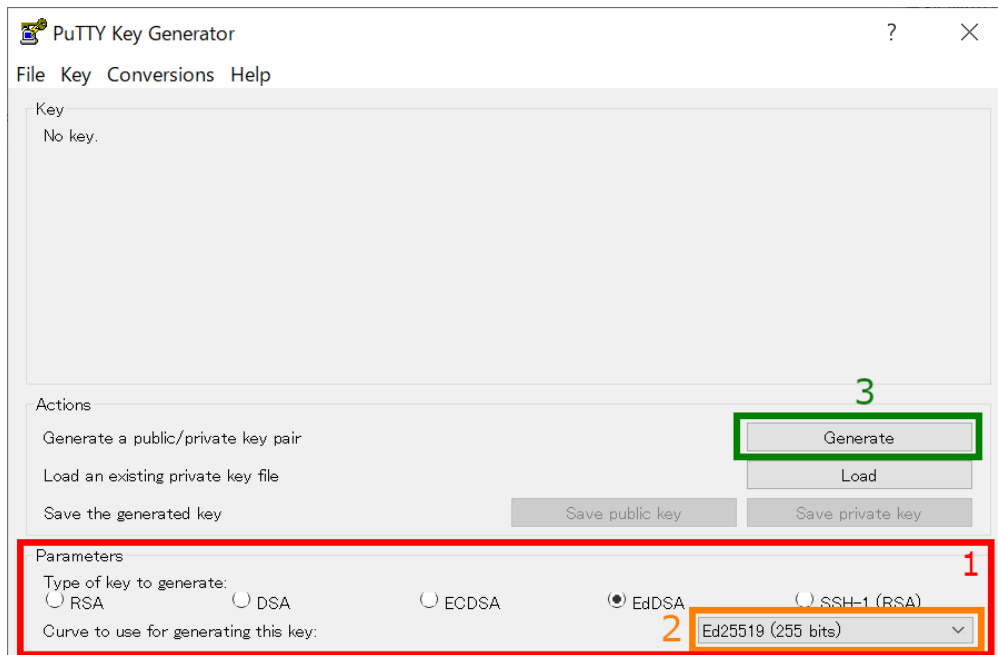 PuTTY Key Generator
?
File Key Conversions Help
Key
No key.
3
Actions
Generate a public/private key pair
Generate
Load an existing private key file
Load
Save the generated key
Save public key
Save private key
Parameters
1
Type of key to generate:
RSA DSA ECDSA EdDSA SSH-1 (RSA)
Curve to use for generating this key:
2
Ed25519 (255 bits)